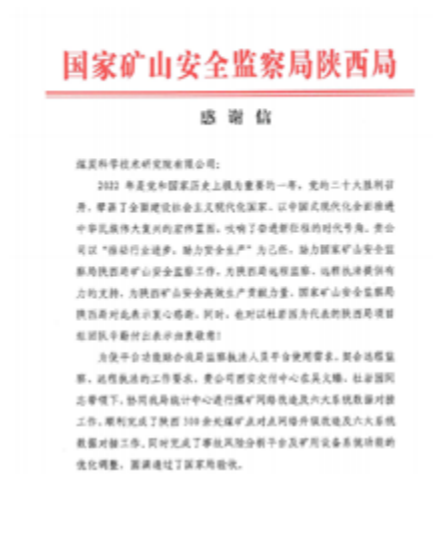 国家矿山安全监察局陕西局
感 谢 信
煤炭科学技术研究院有限公司：
2022 年是党和国家历史上极为重要的一年，党的二十大胜利召
开，擘画了全面建设社会主义现代化国家、以中国式现代化全面推进
中华民族伟大复兴的宏伟蓝图，吹响了奋进新征程的时代号角。贵公
司以“推动行业进步，助力安全生产”为己任，助力国家矿山安全监
察局陕西局矿山安全监察工作，为陕西局远程监察、远程执法提供有
力的支持，为陕西矿山安全高效生产贡献力量，国家矿山安全监察局
陕西局对此表示衷心感谢。同时，也对以杜岩因为代表的陕西局项目
组团队辛勤付出表示由衷敬意！
为使平台功能贴合我局监察执法人员平台使用需求，契合远程监
察、远程执法的工作要求，贵公司西安交付中心在吴文臻、杜岩因同
志带领下，协同我局统计中心进行煤矿网络改造及六大系统数据对接
工作，顺利完成了陕西 300 余处煤矿点对点网络升级改造及六大系统
数据对接工作，同时完成了事故风险分析平台及矿用设备系统功能的
优化调整，圆满通过了国家局验收。